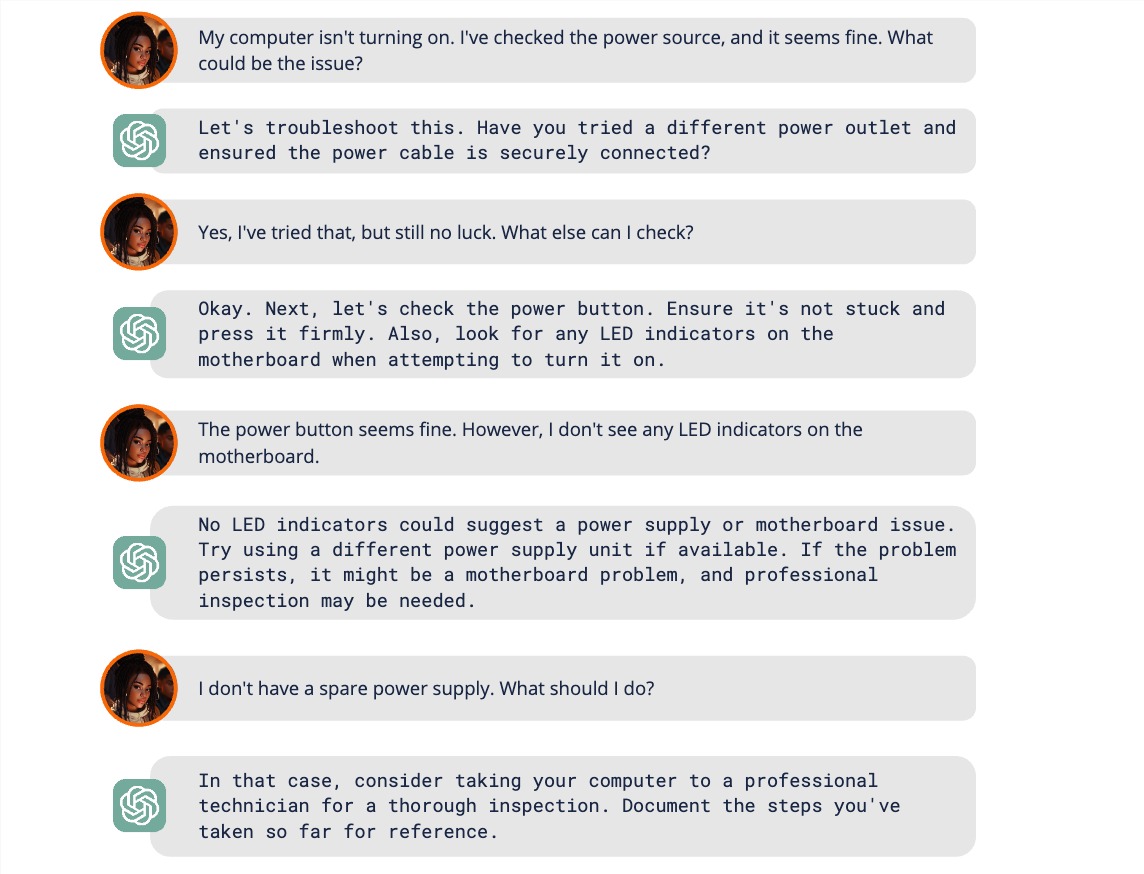 My computer isn't turning on. I've checked the power source, and it seems fine. What
could be the issue?
Let's troubleshoot this. Have you tried a different power outlet and
ensured the power cable is securely connected?
Yes, I've tried that, but still no luck. What else can I check?
Okay. Next, let's check the power button. Ensure it's not stuck and
press it firmly. Also, look for any LED indicators on the
motherboard when attempting to turn it on.
The power button seems fine. However, I don't see any LED indicators on the
motherboard.
No LED indicators could suggest a power supply or motherboard issue.
Try using a different power supply unit if available. If the problem
persists, it might be a motherboard problem, and professional
inspection may be needed.
I don't have a spare power supply. What should I do?
In that case, consider taking your computer to a professional
technician for a thorough inspection. Document the steps you've
taken so far for reference.